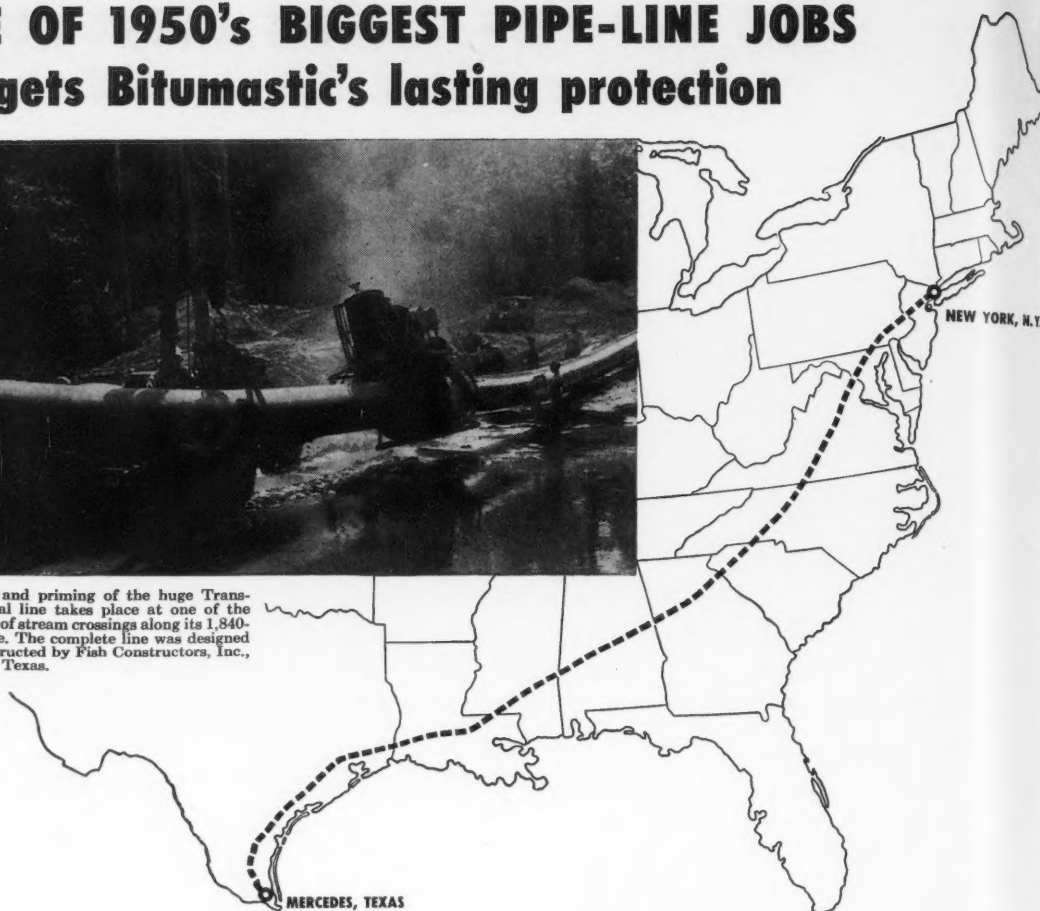 E OF 1950's BIGGEST PIPE-LINE JOBS
gets Bitumastic's lasting protection
NEW YORK, N.Y.
and priming of the huge Trans-
al line takes place at one of the
of stream crossings along its 1,840-
e. The complete line was designed
ructed by Fish Constructors, Inc.,
Texas.
MERCEDES, TEXAS